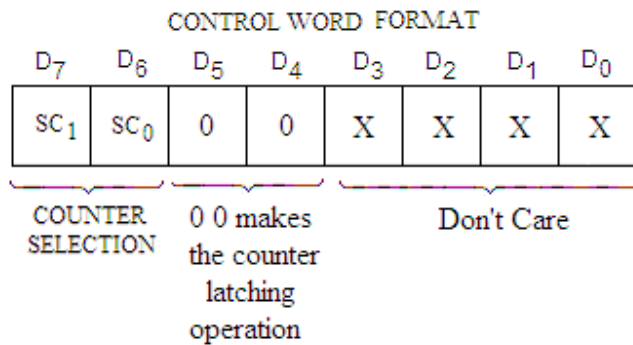 CONTROL WORD FORMAT
D7 D6 D5 D4 D3 D2 D1 D0
SC1 SC0 0 0 X X X X
COUNTER
SELECTION
0 0 makes
the counter
latching
operation
Don't Care